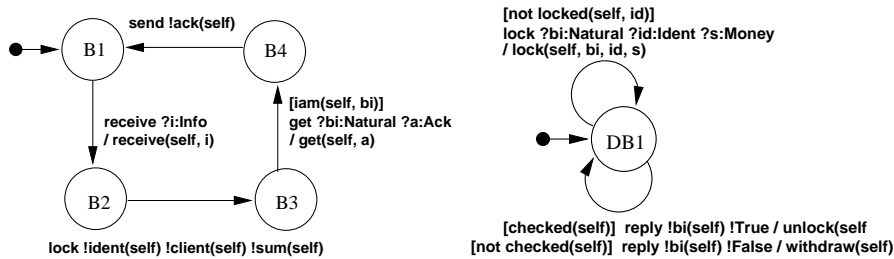 send !ack(self)
B1
B4
receive ?i:Info
/ receive(self, i)
[iam(self, bi)]
get ?bi:Natural ?a:Ack
/ get(self, a)
B2
B3
lock !ident(self) !client(self) !sum(self)
[not locked(self, id)]
lock ?bi:Natural ?id:Ident ?s:Money
/ lock(self, bi, id, s)
DB1
[checked(self)] reply !bi(self) !True / unlock(self
[not checked(self)] reply !bi(self) !False / withdraw(self)